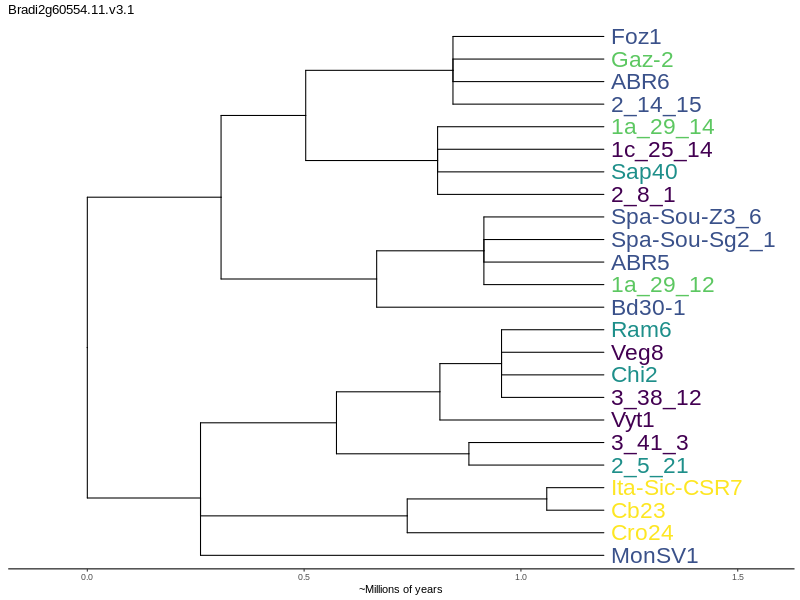 Bradi2g60554.11.v3.1
Foz1
Gaz-2
ABR6
2_14_15
1a_29_14
1c_25_14
Sap40
2_8_1
Spa-Sou-Z3_6
Spa-Sou-Sg2_1
ABR5
1a_29_12
Bd30-1
Ram6
Veg8
Chi2
3_38_12
Vyt1
3_41_3
2_5_21
Ita-Sic-CSR7
Cb23
Cro24
MonSV1
0.0 0.5 1.0 1.5
~Millions of years